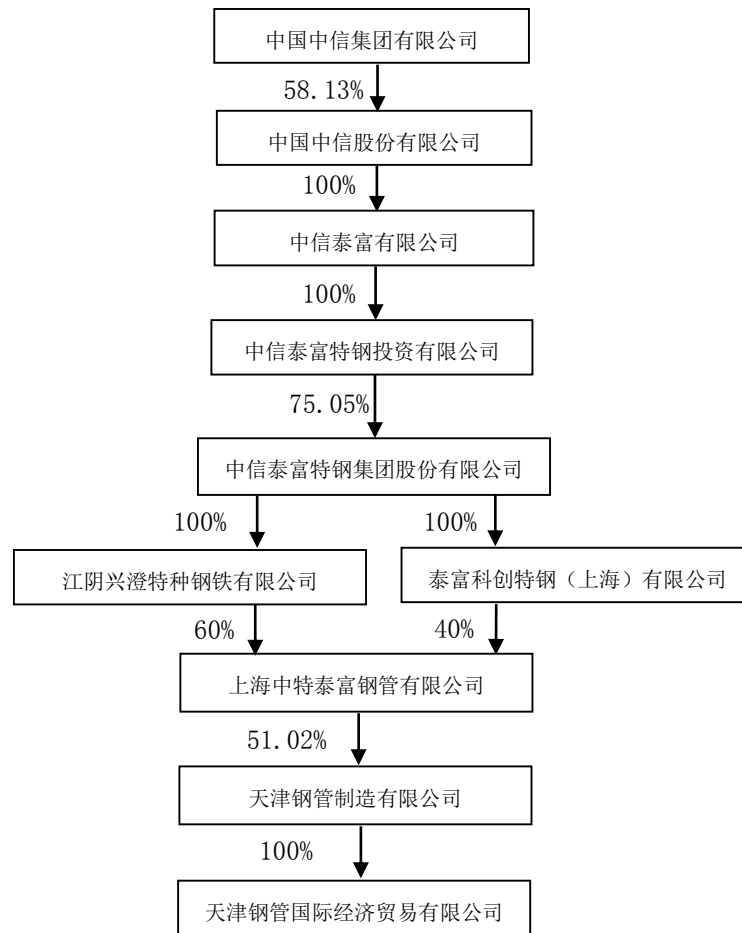 中国中信集团有限公司
58.13%
中国中信股份有限公司
100%
中信泰富有限公司
100%
中信泰富特钢投资有限公司
75.05%
中信泰富特钢集团股份有限公司
100%
100%
江阴兴澄特种钢铁有限公司
泰富科创特钢（上海）有限公司
60%
40%
上海中特泰富钢管有限公司
51.02%
天津钢管制造有限公司
100%
天津钢管国际经济贸易有限公司